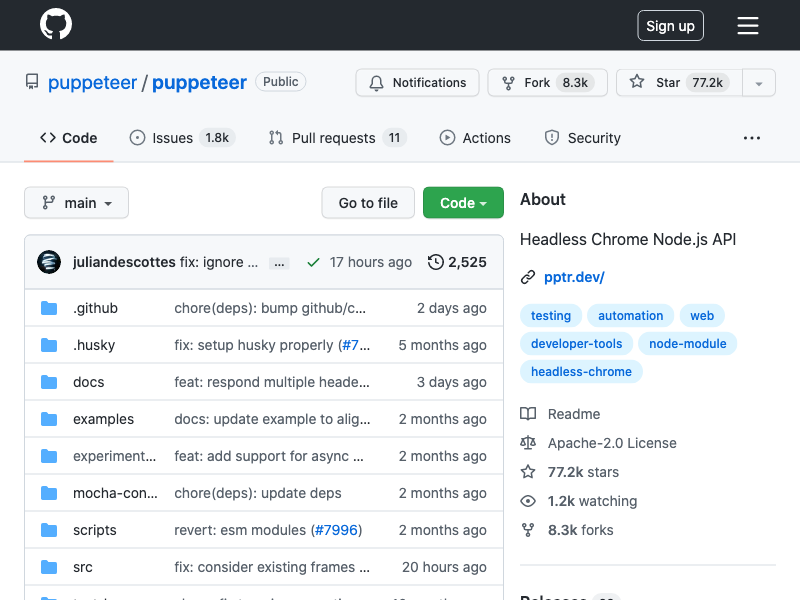 Sign up
puppeteer / puppeteer Public
Notifications
Fork 8.3k
Star 77.2k
Code
Issues 1.8k
Pull requests 11
Actions
Security
main
Go to file
Code
juliandescottes fix: ignore ... ... 17 hours ago 2,525
.github chore(deps): bump github/c... 2 days ago
.husky fix: setup husky properly (#7... 5 months ago
docs feat: respond multiple heade... 3 days ago
examples docs: update example to alig... 2 months ago
experiment... feat: add support for async ... 2 months ago
mocha-con... chore(deps): update deps 2 months ago
scripts revert: esm modules (#7996) 2 months ago
src fix: consider existing frames ... 20 hours ago
About
Headless Chrome Node.js API
pptr.dev/
testing automation web
developer-tools node-module
headless-chrome
Readme
Apache-2.0 License
77.2k stars
1.2k watching
8.3k forks
Releases